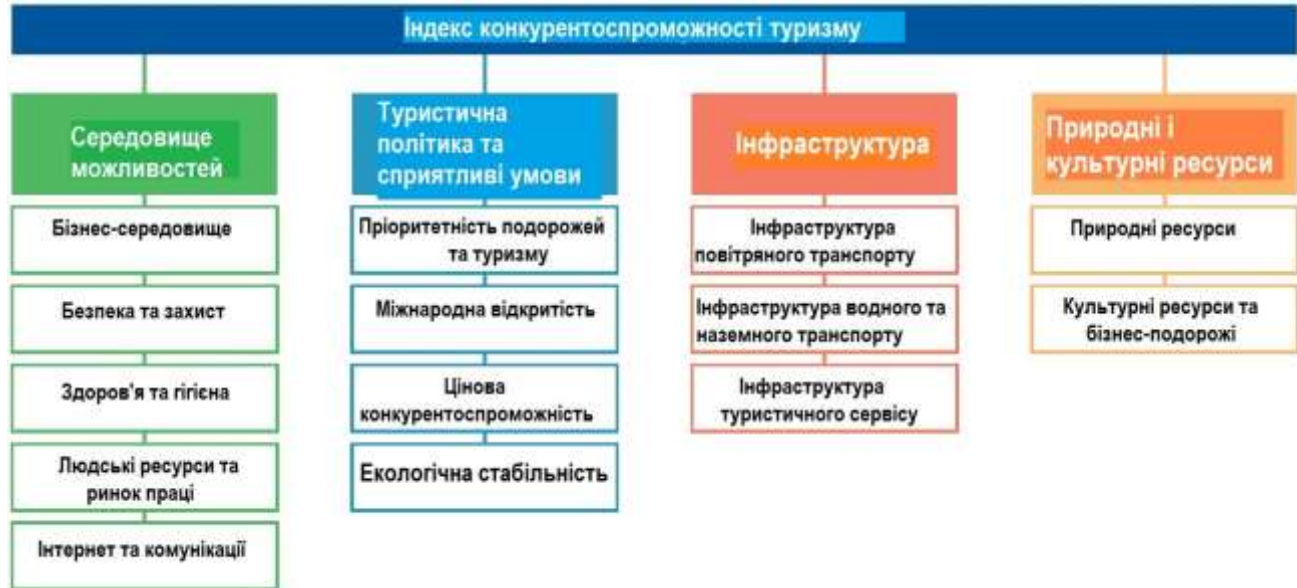 Індекс конкурентоспроможності туризму
Середовище
можливостей
Бізнес-середовище
Безпека та захист
Здоров'я та гігієна
Людські ресурси та
ринок праці
Інтернет та комунікації
Туристична
політика та
сприятливі умови
Пріоритетність подорожей
та туризму
Міжнародна відкритість
Цінова
конкурентоспроможність
Екологічна стабільність
Інфраструктура
Інфраструктура
повітряного транспорту
Інфраструктура водного та
наземного транспорту
Інфраструктура
туристичного сервісу
Природні і
культурні ресурси
Природні ресурси
Культурні ресурси та
бізнес-подорожі